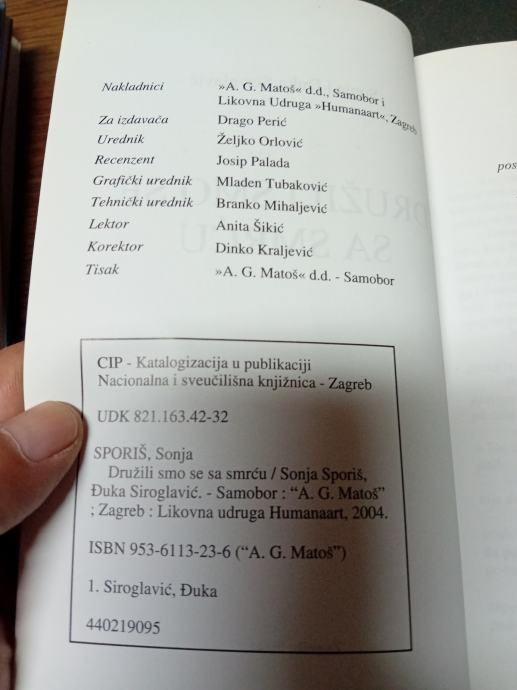 Nakladnici »A. G. Matoš« d.d., Samobor i
Likovna Udruga »Humanaart«, Zagreb
Za izdavača Drago Perić
Urednik Željko Orlović
Recenzent Josip Palada
Grafički urednik Mladen Tubaković
Tehnički urednik Branko Mihaljević
Lektor Anita Šikić
Korektor Dinko Kraljević
Tisak »A. G. Matoš« d.d. - Samobor
CIP - Katalogizacija u publikaciji
Nacionalna i sveučilišna knjižnica - Zagreb
UDK 821.163.42-32
SPORIŠ, Sonja
Družili smo se sa smrću / Sonja Sporiš,
Đuka Siroglavić. - Samobor : “A. G. Matoš”
; Zagreb : Likovna udruga Humanaart, 2004.
ISBN 953-6113-23-6 (“A. G. Matoš”)
1. Siroglavić, Đuka
440219095
pos